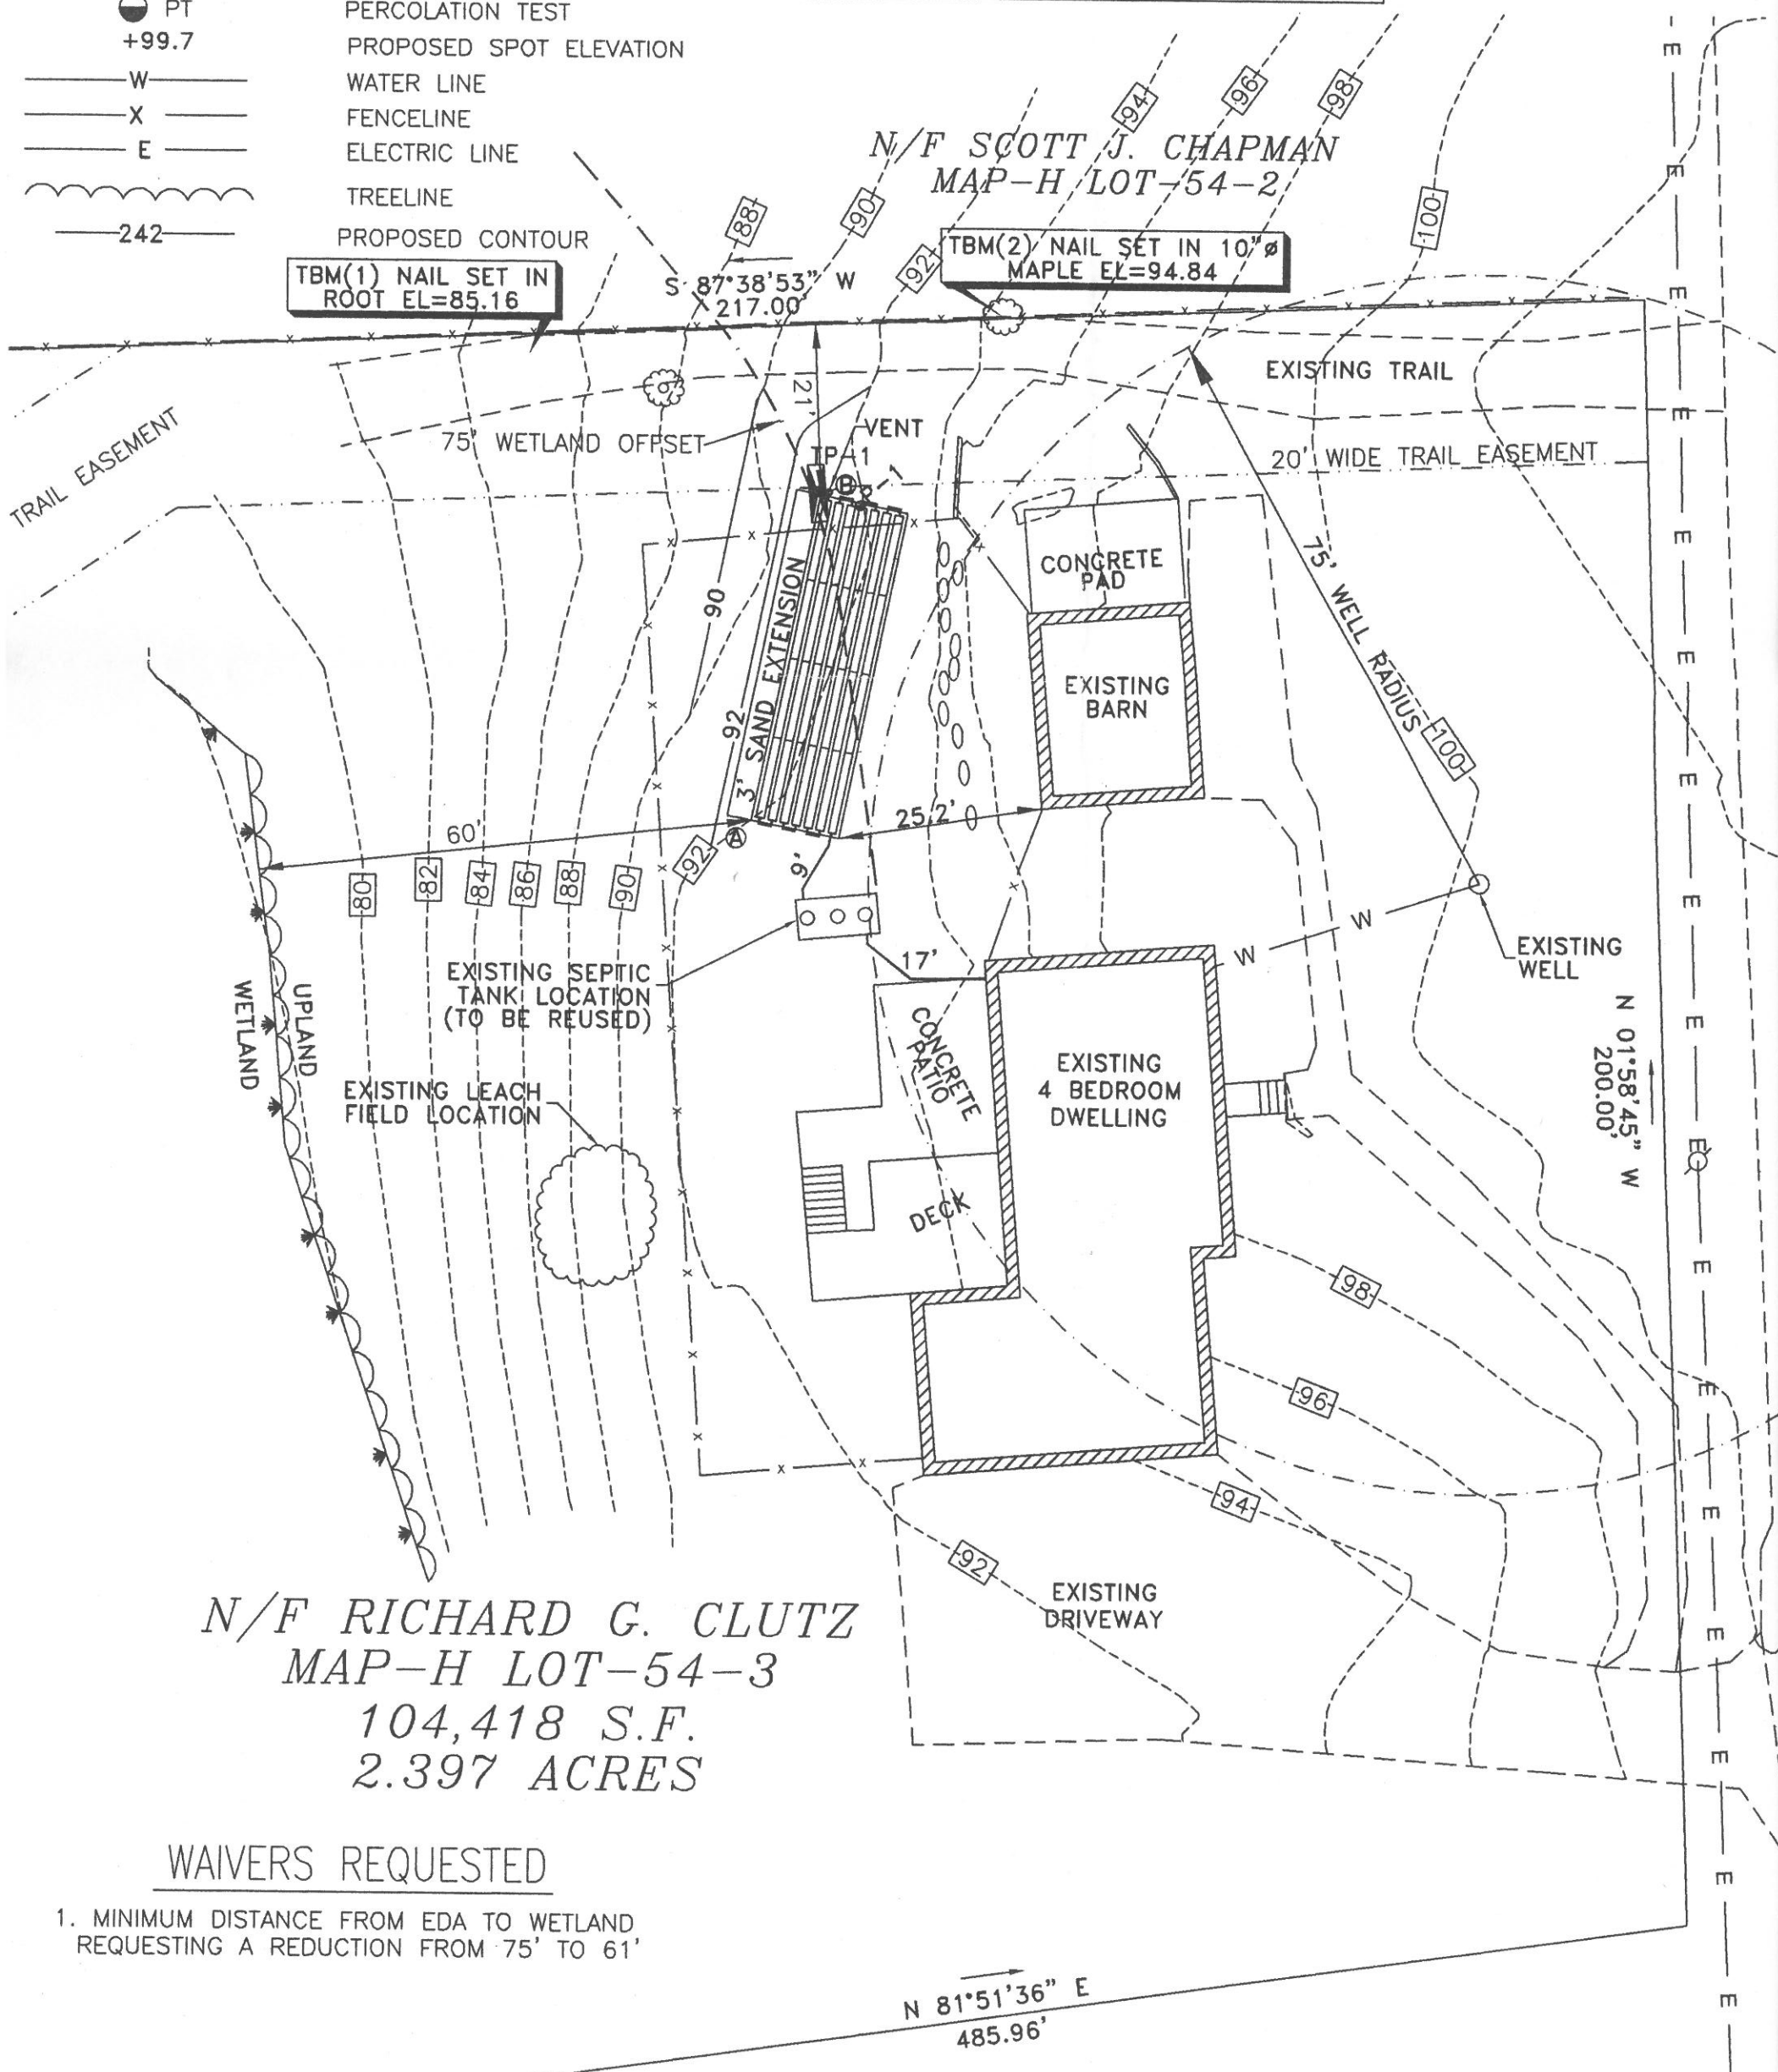 PT PERCOLATION TEST
+99.7 PROPOSED SPOT ELEVATION
W WATER LINE
X FENCELINE
E ELECTRIC LINE
TREELINE
242 PROPOSED CONTOUR
N/F SCOTT J. CHAPMAN
MAP-H LOT-54-2
94
96
98
88
90
92
100
TBM(1) NAIL SET IN
ROOT EL=85.16
S 87°38'53" W
217.00'
TBM(2) NAIL SET IN 10"ø
MAPLE EL=94.84
EXISTING TRAIL
20' WIDE TRAIL EASEMENT
TRAIL EASEMENT
75' WETLAND OFFSET
21'
VENT
TP-1
B
CONCRETE
PAD
75' WELL RADIUS
EXISTING
BARN
3' SAND EXTENSION
90
92
100
60'
A
25.2'
9'
80
82
84
86
88
90
92
W
W
EXISTING
WELL
EXISTING SEPTIC
TANK LOCATION
(TO BE REUSED)
17'
UPLAND
WETLAND
EXISTING LEACH
FIELD LOCATION
CONCRETE
PATIO
EXISTING
4 BEDROOM
DWELLING
DECK
N 01°58'45" W
200.00'
98
96
94
92
EXISTING
DRIVEWAY
N/F RICHARD G. CLUTZ
MAP-H LOT-54-3
104,418 S.F.
2.397 ACRES
WAIVERS REQUESTED
1. MINIMUM DISTANCE FROM EDA TO WETLAND
REQUESTING A REDUCTION FROM 75' TO 61'
N 81°51'36" E
485.96'